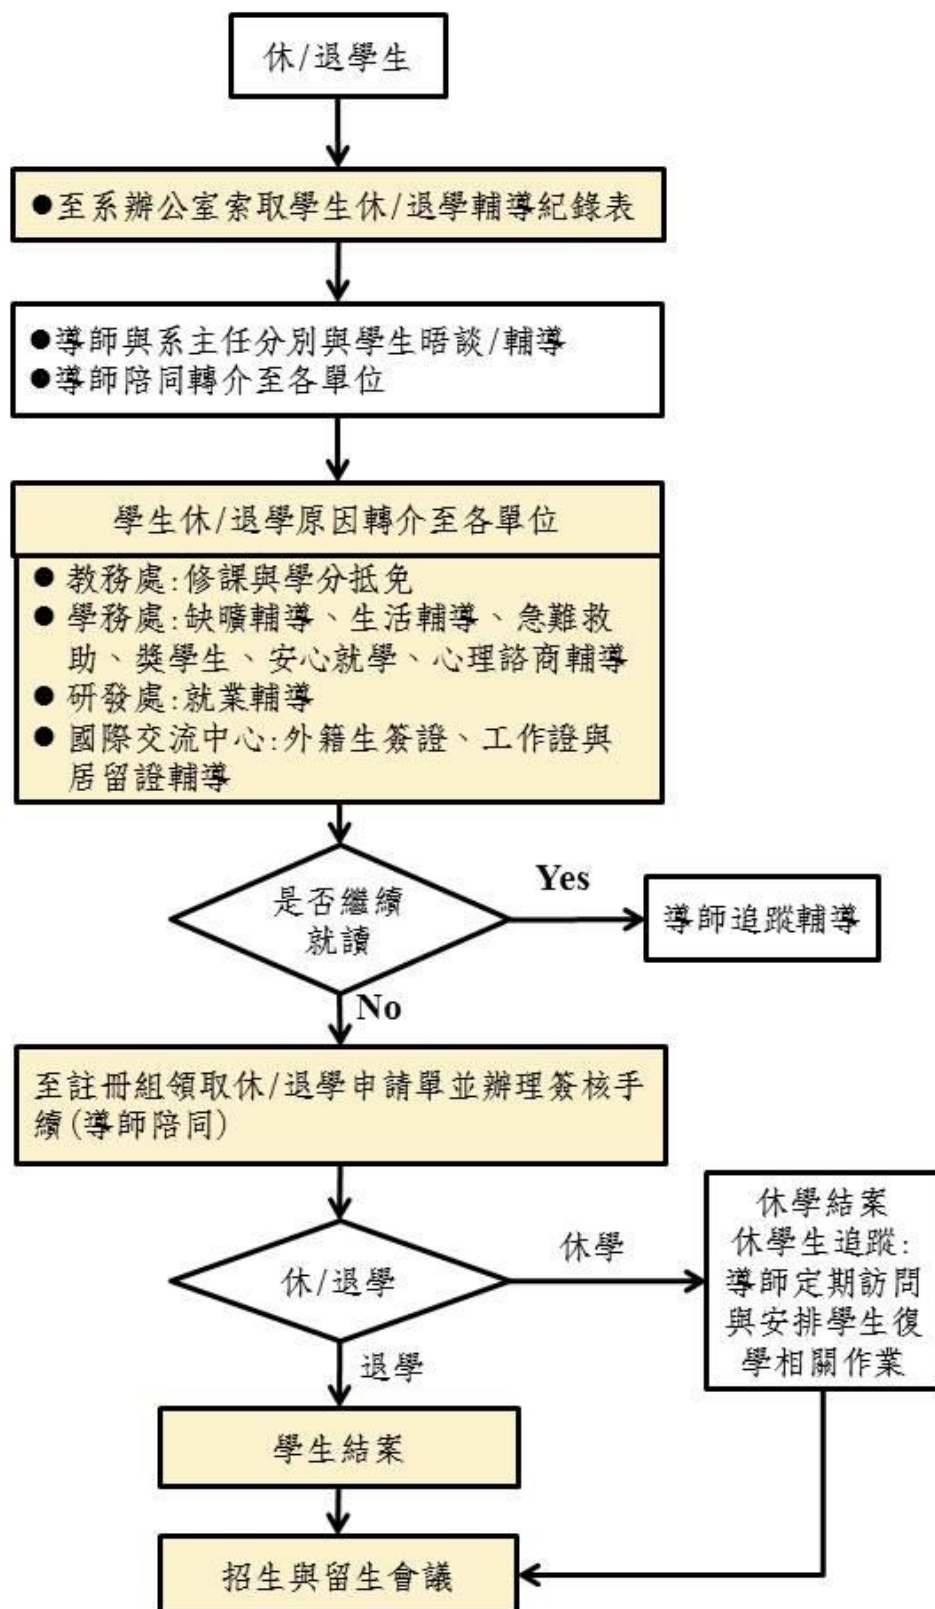 休/退學生
●至系辦公室索取學生休/退學輔導紀錄表
●導師與系主任分別與學生晤談/輔導
●導師陪同轉介至各單位
學生休/退學原因轉介至各單位
● 教務處:修課與學分抵免
● 學務處:缺曠輔導、生活輔導、急難救
助、獎學生、安心就學、心理諮商輔導
● 研發處:就業輔導
● 國際交流中心:外籍生簽證、工作證與
居留證輔導
是否繼續
就讀
Yes
導師追蹤輔導
No
至註冊組領取休/退學申請單並辦理簽核手
續(導師陪同)
休/退學
休學
休學結案
休學生追蹤:
導師定期訪問
與安排學生復
學相關作業
退學
學生結案
招生與留生會議